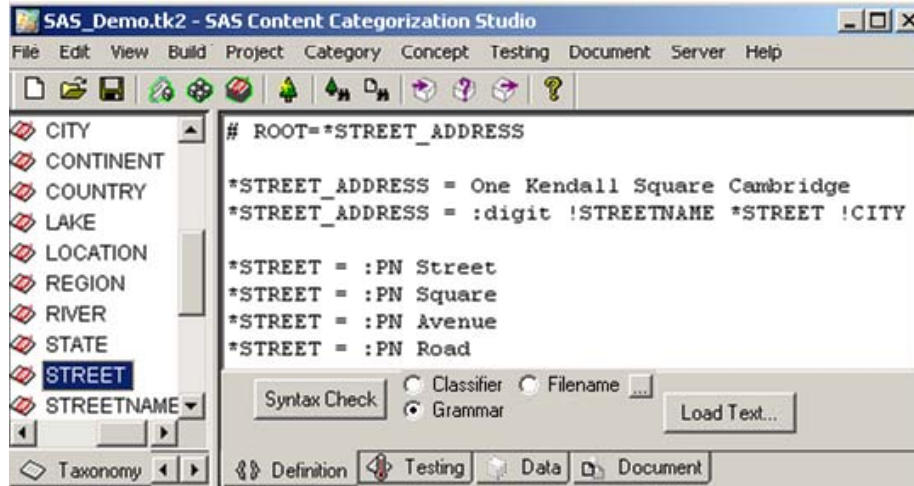 SAS_Demo.tk2 - SAS Content Categorization Studio
File Edit View Build Project Category Concept Testing Document Server Help
CITY
CONTINENT
COUNTRY
LAKE
LOCATION
REGION
RIVER
STATE
STREET
STREETNAME
Taxonomy
# ROOT=*STREET_ADDRESS
*STREET_ADDRESS = One Kendall Square Cambridge
*STREET_ADDRESS = :digit !STREETNAME *STREET !CITY
*STREET = :PN Street
*STREET = :PN Square
*STREET = :PN Avenue
*STREET = :PN Road
Syntax Check
Classifier Filename ...
Grammar
Load Text...
Definition Testing Data Document